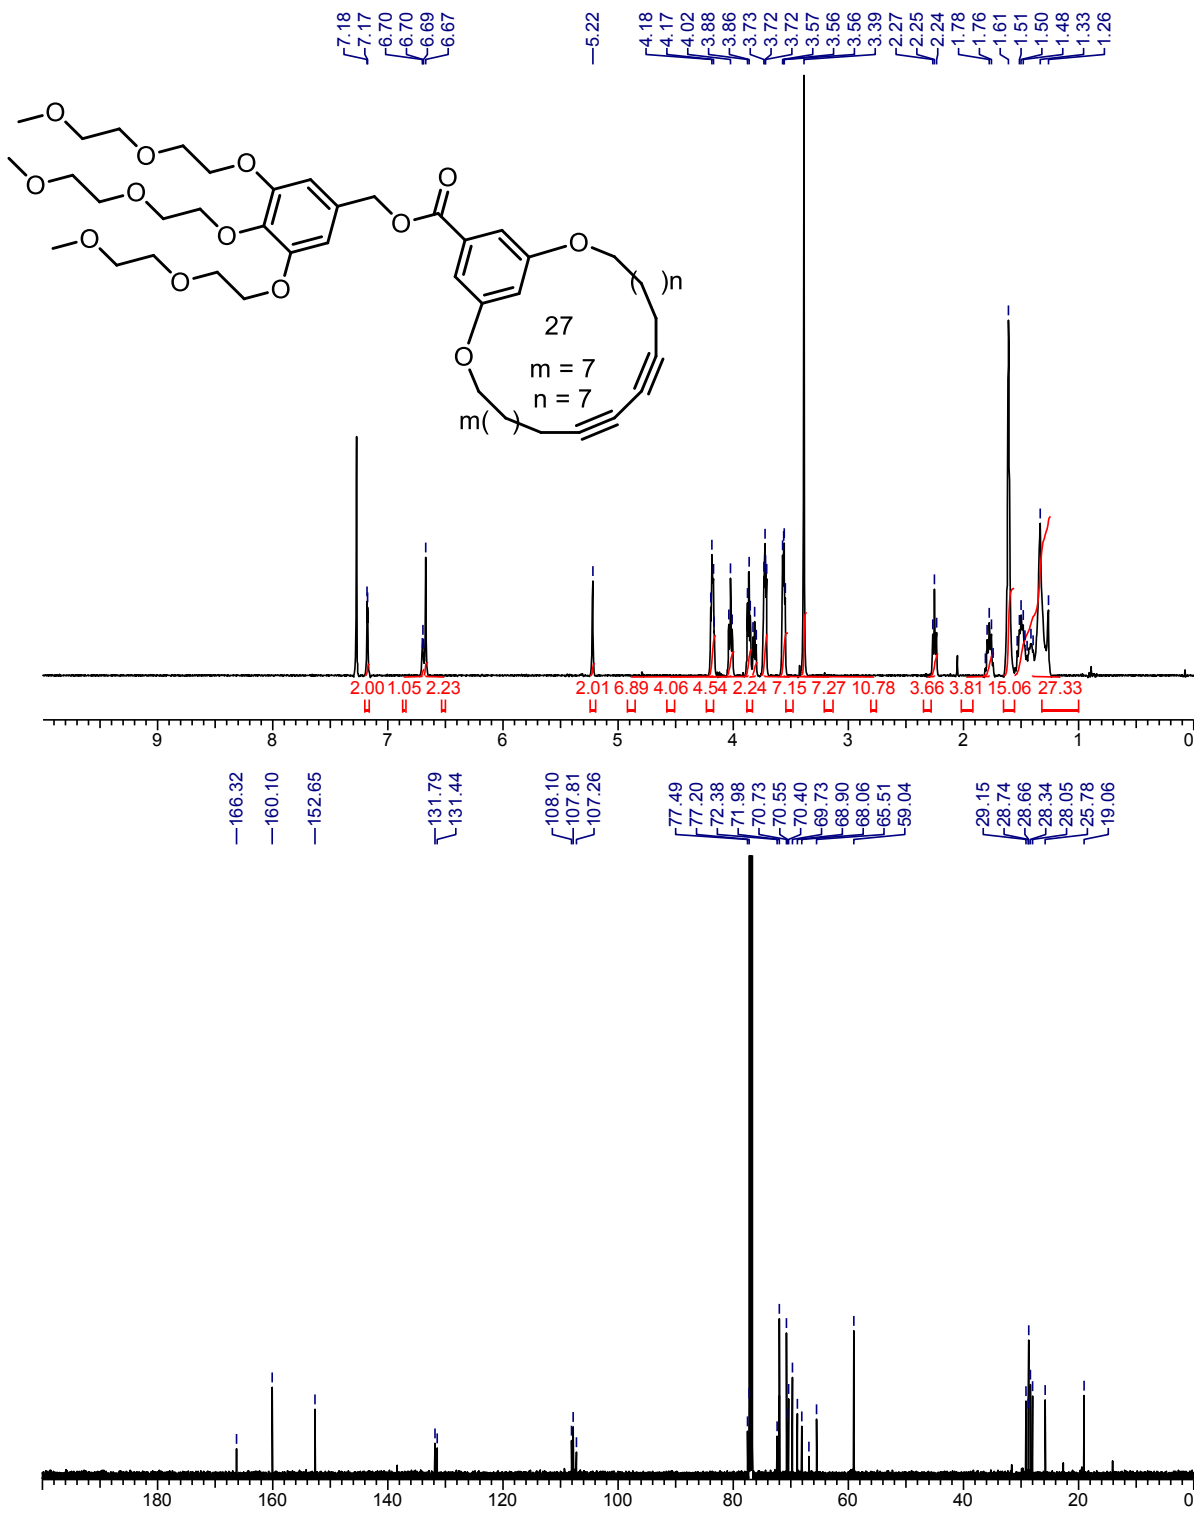 7.18 7.17 6.70 6.70 6.69 6.67 5.22 4.18 4.17 4.02 3.88 3.86 3.73 3.72 3.72 3.57 3.56 3.56 3.39 2.27 2.25 2.24 1.78 1.76 1.61 1.51 1.50 1.48 1.33 1.26
O
O
O
O
O
O
O
O
O
O
O
O
O
( )n
27
m = 7
n = 7
m( )
2.00 1.05 2.23 2.01 6.89 4.06 4.54 2.24 7.15 7.27 10.78 3.66 3.81 15.06 27.33
9 8 7 6 5 4 3 2 1 0
166.32 160.10 152.65 131.79 131.44 108.10 107.81 107.26 77.49 77.20 72.38 71.98 70.73 70.55 70.40 69.73 68.90 68.06 65.51 59.04 29.15 28.74 28.66 28.34 28.05 25.78 19.06
180 160 140 120 100 80 60 40 20 0